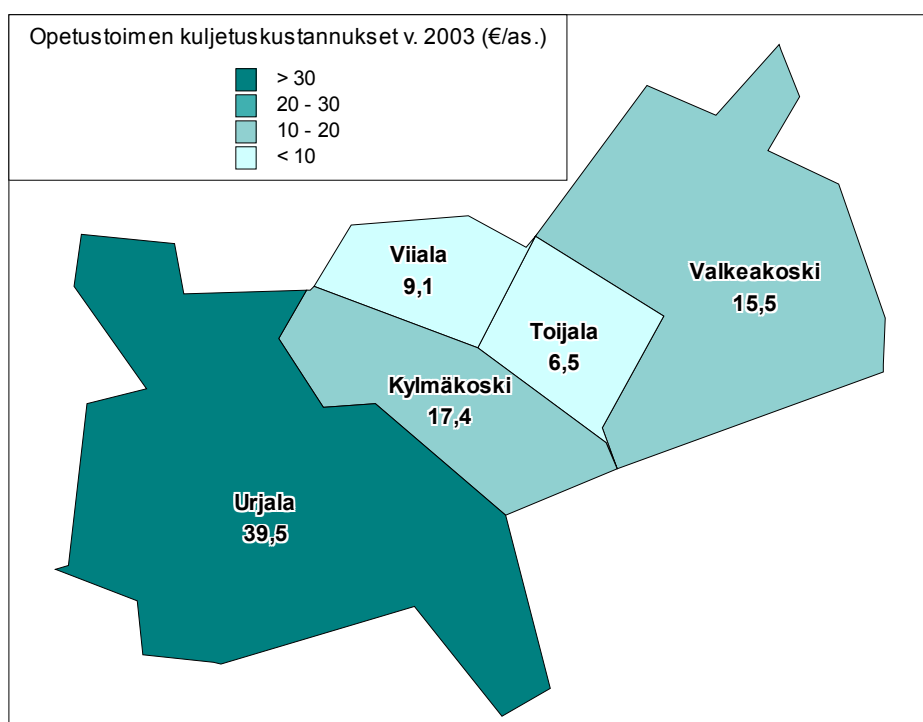 Opetustoimen kuljetuskustannukset v. 2003 (€/as.)
> 30
20 - 30
10 - 20
< 10
Viiala
9,1
Valkeakoski
15,5
Toijala
6,5
Kylmäkoski
17,4
Urjala
39,5